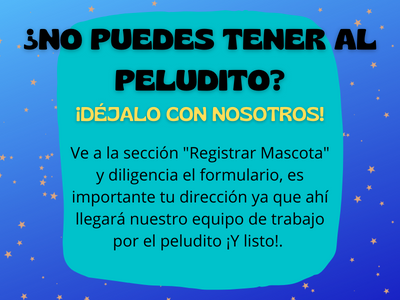 ¿NO PUEDES TENER AL
PELUDITO?
¡DÉJALO CON NOSOTROS!
Ve a la sección "Registrar Mascota"
y diligencia el formulario, es
importante tu dirección ya que ahí
llegará nuestro equipo de trabajo
por el peludito ¡Y listo!.